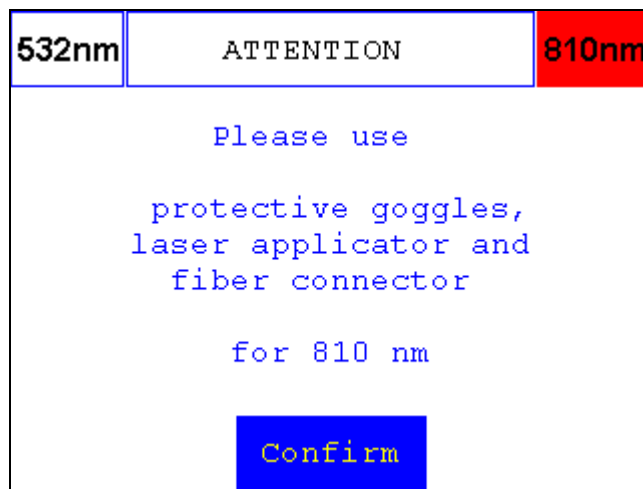 532nm ATTENTION 810nm
Please use
protective goggles,
laser applicator and
fiber connector
for 810 nm
Confirm